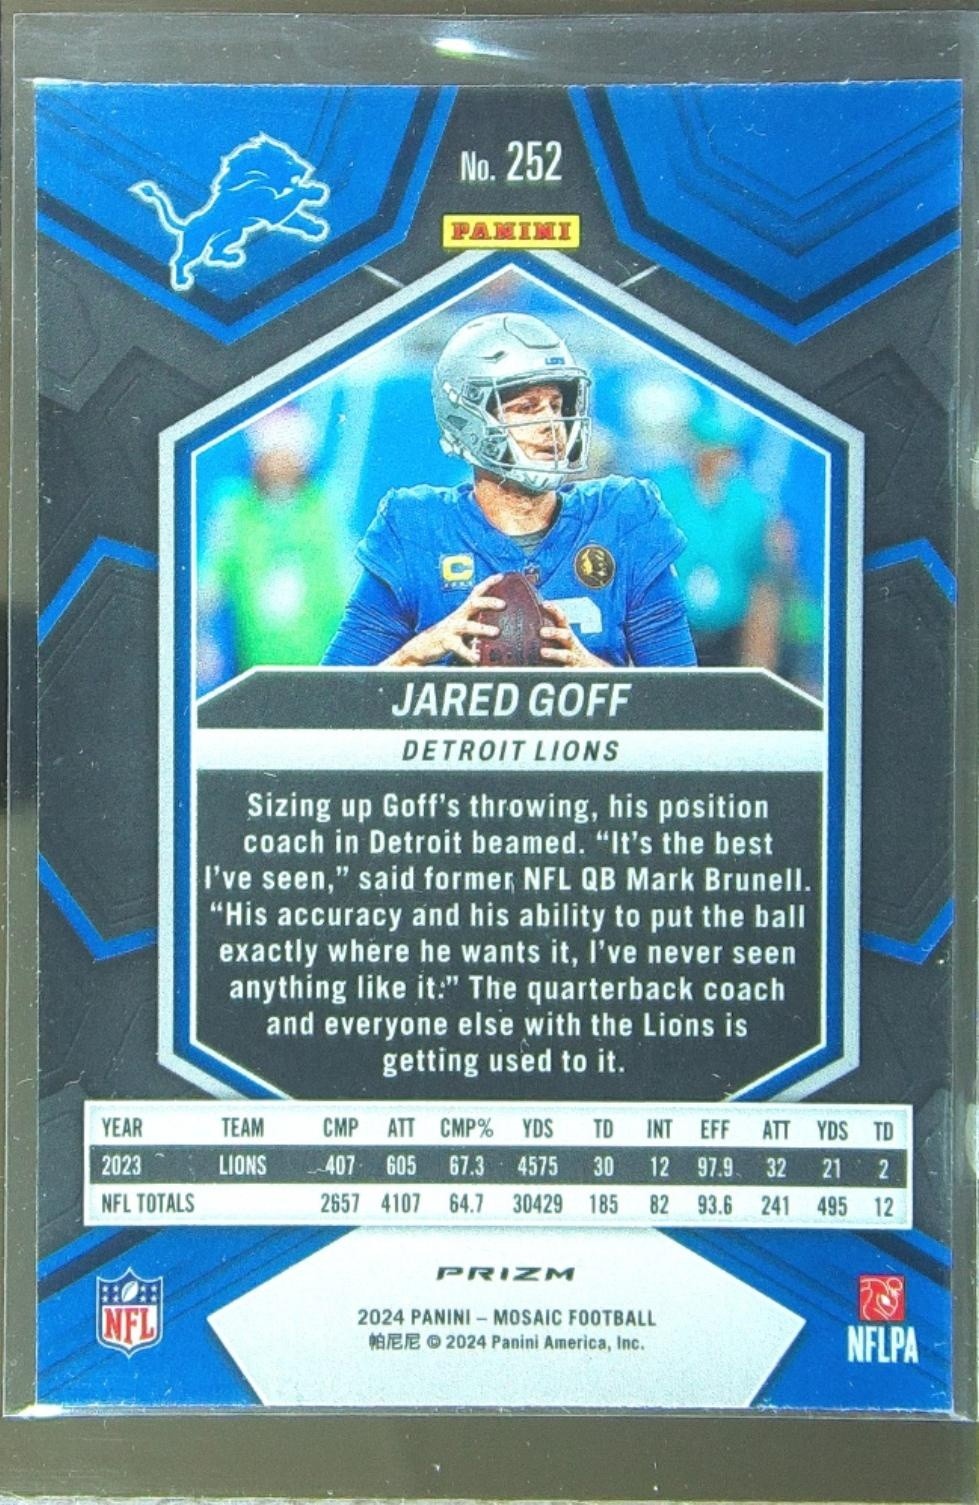 No. 252
PANINI
LIONS
C
JARED GOFF
DETROIT LIONS
Sizing up Goff's throwing, his position
coach in Detroit beamed. “It's the best
I've seen,” said former NFL QB Mark Brunell.
“His accuracy and his ability to put the ball
exactly where he wants it, I've never seen
anything like it.” The quarterback coach
and everyone else with the Lions is
getting used to it.
YEAR TEAM CMP ATT CMP% YDS TD INT EFF ATT YDS TD
2023 LIONS 407 605 67.3 4575 30 12 97.9 32 21 2
NFL TOTALS 2657 4107 64.7 30429 185 82 93.6 241 495 12
PRIZM
NFL
2024 PANINI – MOSAIC FOOTBALL
帕尼尼 © 2024 Panini America, Inc.
NFLPA